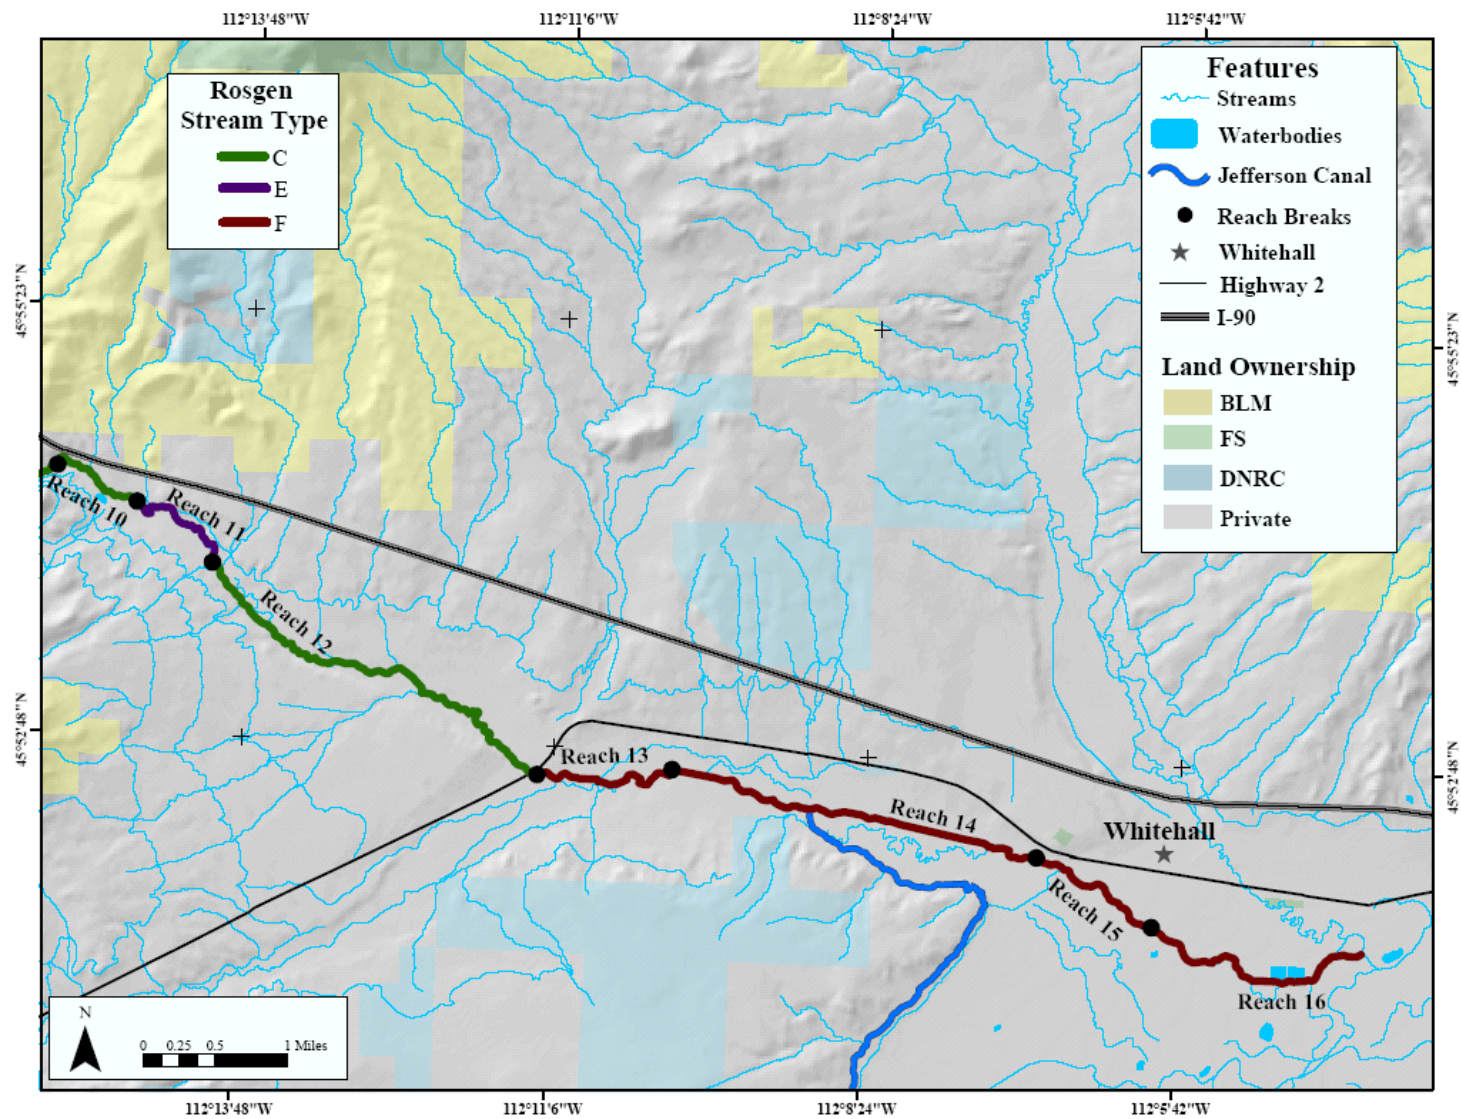 112°13'48"W
112°11'6"W
112°8'24"W
112°5'42"W
Rosgen
Stream Type
C
E
F
Features
Streams
Waterbodies
Jefferson Canal
Reach Breaks
Whitehall
Highway 2
I-90
Land Ownership
BLM
FS
DNRC
Private
45°55'23"N
45°55'23"N
Reach 10
Reach 11
Reach 12
45°52'48"N
45°52'48"N
Reach 13
Reach 14
Whitehall
Reach 15
Reach 16
N
0 0.25 0.5 1 Miles
112°13'48"W
112°11'6"W
112°8'24"W
112°5'42"W